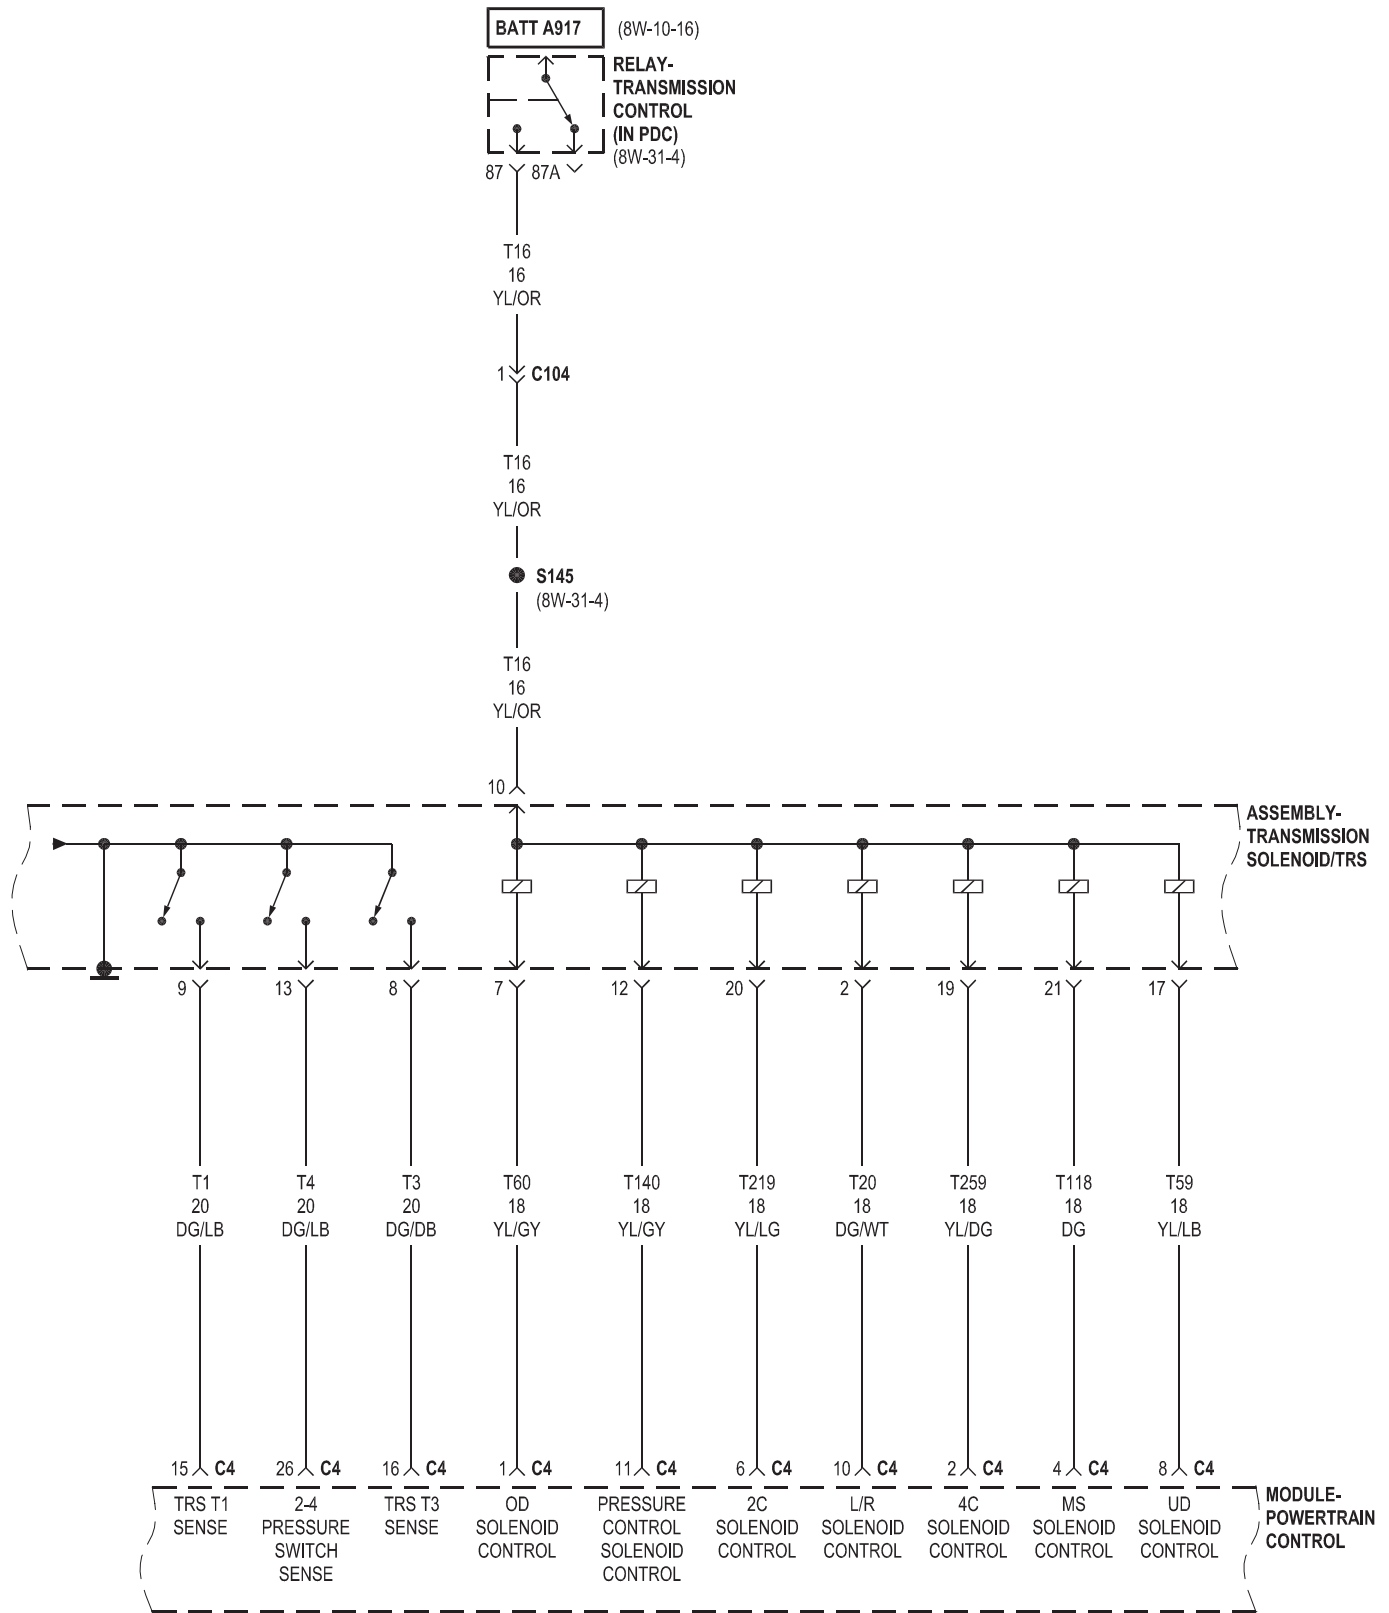 BATT A917 (8W-10-16)
RELAY-
TRANSMISSION
CONTROL
(IN PDC)
(8W-31-4)
87 87A
T16
16
YL/OR
1 C104
T16
16
YL/OR
S145
(8W-31-4)
T16
16
YL/OR
10
ASSEMBLY-
TRANSMISSION
SOLENOID/TRS
9 13 8 7 12 20 2 19 21 17
T1 T4 T3 T60 T140 T219 T20 T259 T118 T59
20 20 20 18 18 18 18 18 18 18
DG/LB DG/LB DG/DB YL/GY YL/GY YL/LG DG/WT YL/DG DG YL/LB
15 C4 26 C4 16 C4 1 C4 11 C4 6 C4 10 C4 2 C4 4 C4 8 C4
TRS T1
SENSE
2-4
PRESSURE
SWITCH
SENSE
TRS T3
SENSE
OD
SOLENOID
CONTROL
PRESSURE
CONTROL
SOLENOID
CONTROL
2C
SOLENOID
CONTROL
L/R
SOLENOID
CONTROL
4C
SOLENOID
CONTROL
MS
SOLENOID
CONTROL
UD
SOLENOID
CONTROL
MODULE-
POWERTRAIN
CONTROL